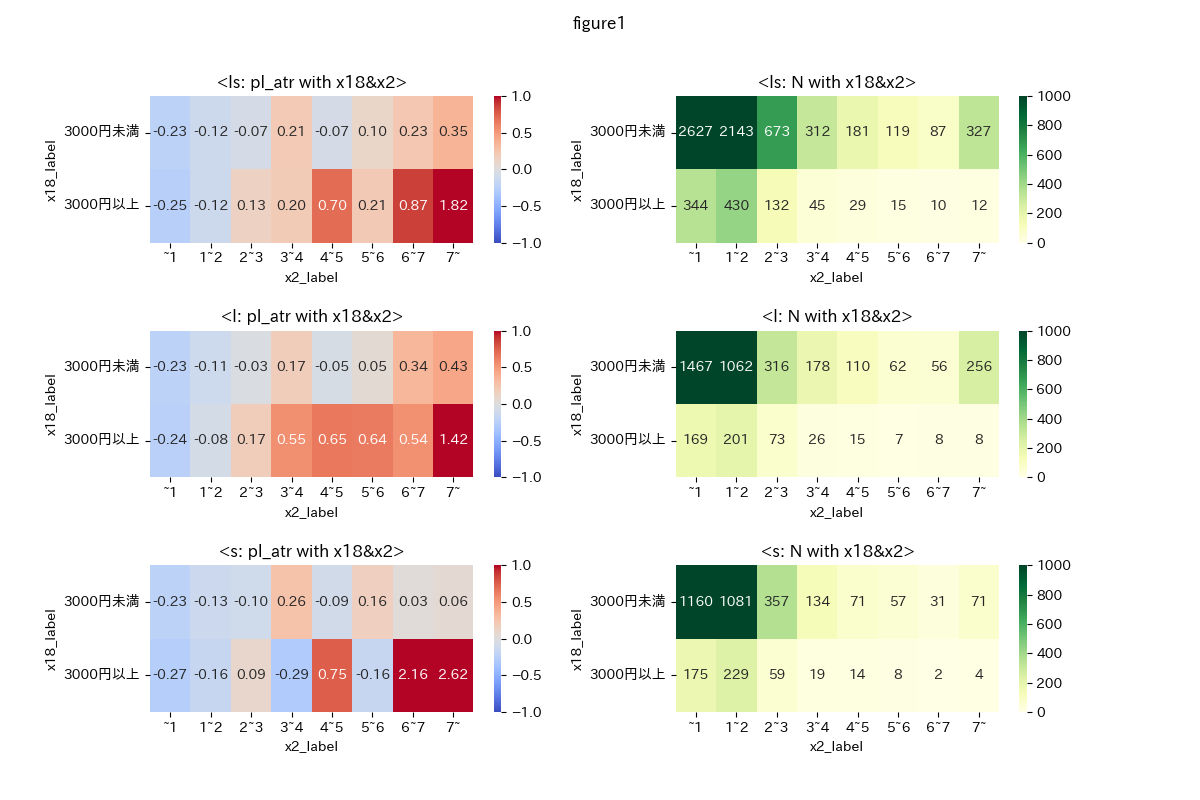 figure1
<ls: pl_atr with x18&x2>
x18_label
3000円未満
-0.23 -0.12 -0.07 0.21 -0.07 0.10 0.23 0.35
3000円以上
-0.25 -0.12 0.13 0.20 0.70 0.21 0.87 1.82
~1 1~2 2~3 3~4 4~5 5~6 6~7 7~
x2_label
1.0
0.5
0.0
−0.5
−1.0
<ls: N with x18&x2>
x18_label
3000円未満
2627 2143 673 312 181 119 87 327
3000円以上
344 430 132 45 29 15 10 12
~1 1~2 2~3 3~4 4~5 5~6 6~7 7~
x2_label
1000
800
600
400
200
0
<l: pl_atr with x18&x2>
x18_label
3000円未満
-0.23 -0.11 -0.03 0.17 -0.05 0.05 0.34 0.43
3000円以上
-0.24 -0.08 0.17 0.55 0.65 0.64 0.54 1.42
~1 1~2 2~3 3~4 4~5 5~6 6~7 7~
x2_label
1.0
0.5
0.0
−0.5
−1.0
<l: N with x18&x2>
x18_label
3000円未満
1467 1062 316 178 110 62 56 256
3000円以上
169 201 73 26 15 7 8 8
~1 1~2 2~3 3~4 4~5 5~6 6~7 7~
x2_label
1000
800
600
400
200
0
<s: pl_atr with x18&x2>
x18_label
3000円未満
-0.23 -0.13 -0.10 0.26 -0.09 0.16 0.03 0.06
3000円以上
-0.27 -0.16 0.09 -0.29 0.75 -0.16 2.16 2.62
~1 1~2 2~3 3~4 4~5 5~6 6~7 7~
x2_label
1.0
0.5
0.0
−0.5
−1.0
<s: N with x18&x2>
x18_label
3000円未満
1160 1081 357 134 71 57 31 71
3000円以上
175 229 59 19 14 8 2 4
~1 1~2 2~3 3~4 4~5 5~6 6~7 7~
x2_label
1000
800
600
400
200
0